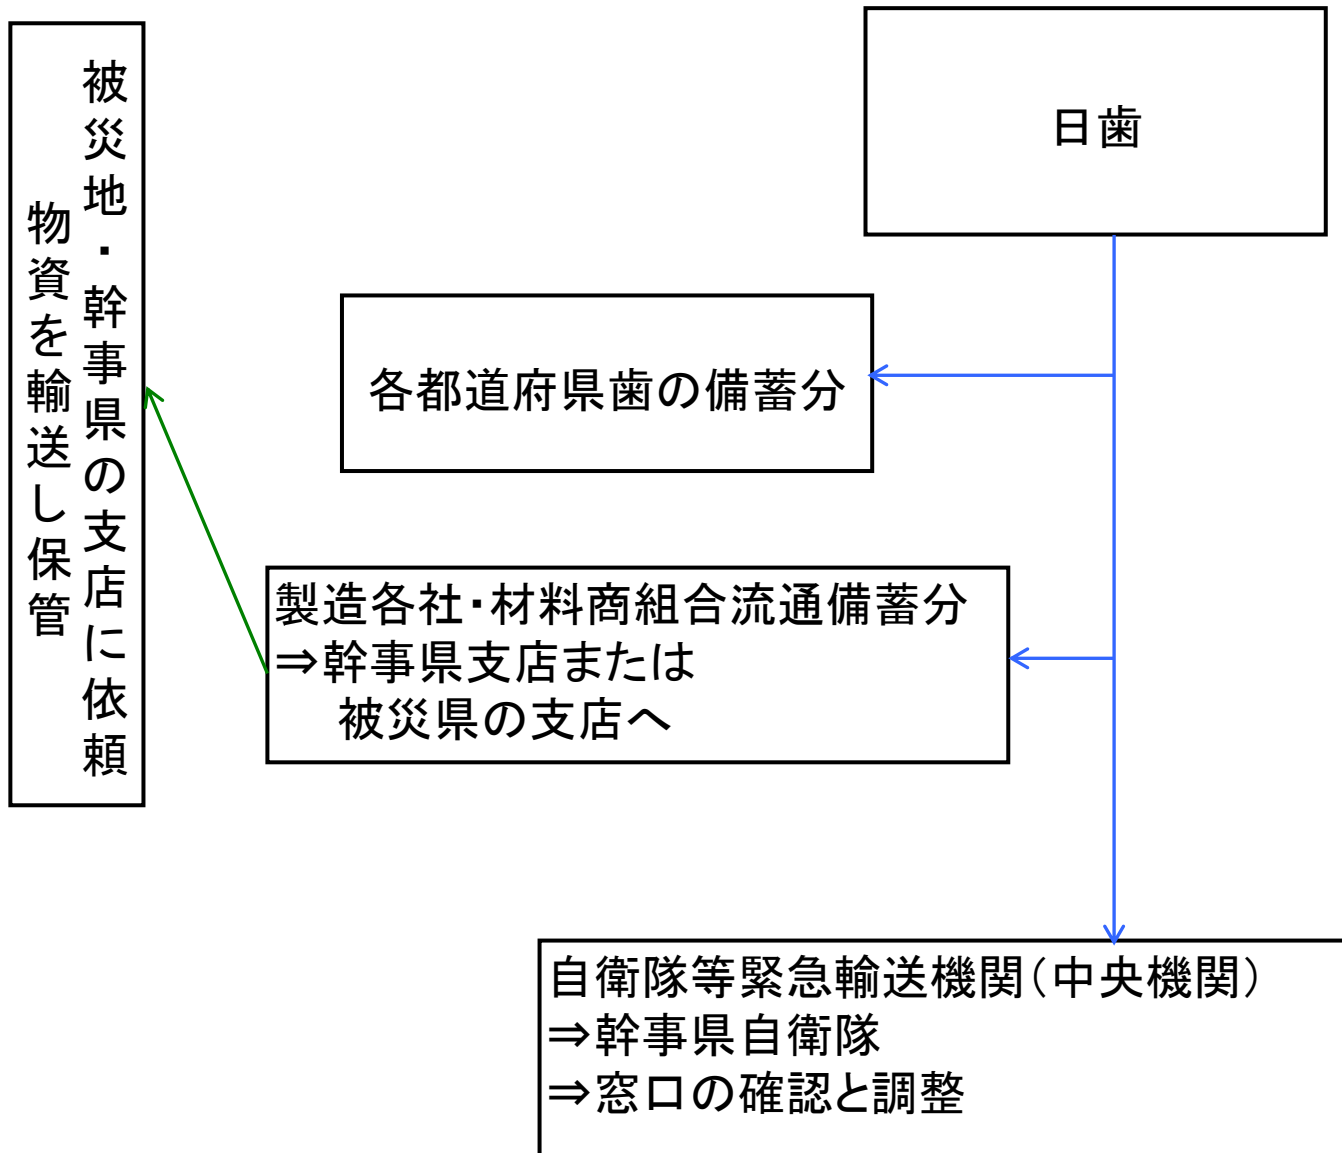 日歯
各都道府県歯の備蓄分
製造各社・材料商組合流通備蓄分
⇒幹事県支店または
被災県の支店へ
被災地・幹事県の支店に依頼
物資を輸送し保管
自衛隊等緊急輸送機関(中央機関)
⇒幹事県自衛隊
⇒窓口の確認と調整